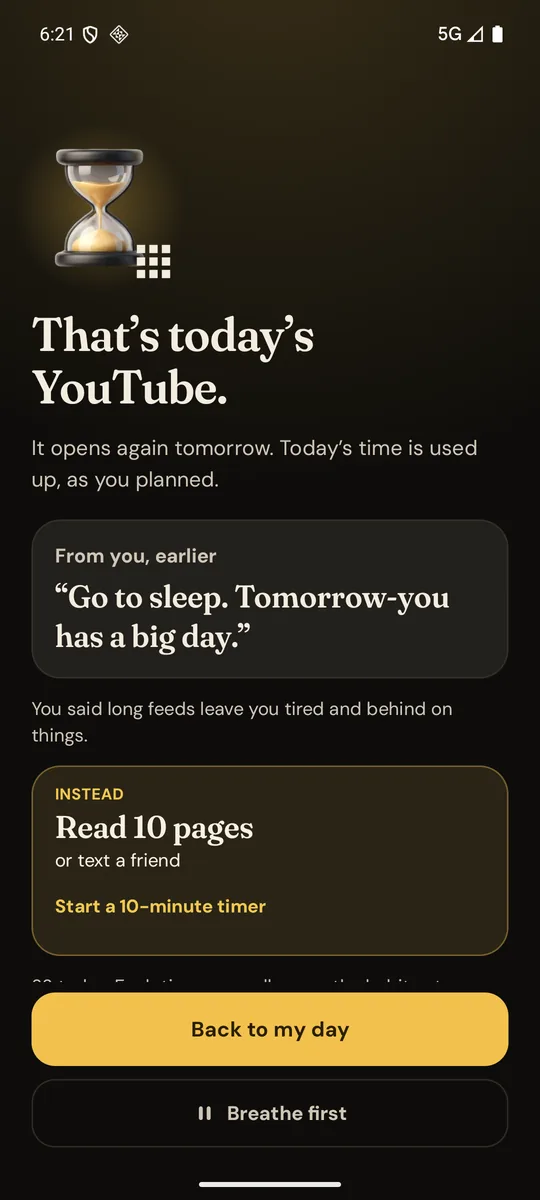 6:21
5G
That’s today’s
YouTube.
It opens again tomorrow. Today’s time is used
up, as you planned.
From you, earlier
“Go to sleep. Tomorrow-you
has a big day.”
You said long feeds leave you tired and behind on
things.
INSTEAD
Read 10 pages
or text a friend
Start a 10-minute timer
Back to my day
Breathe first